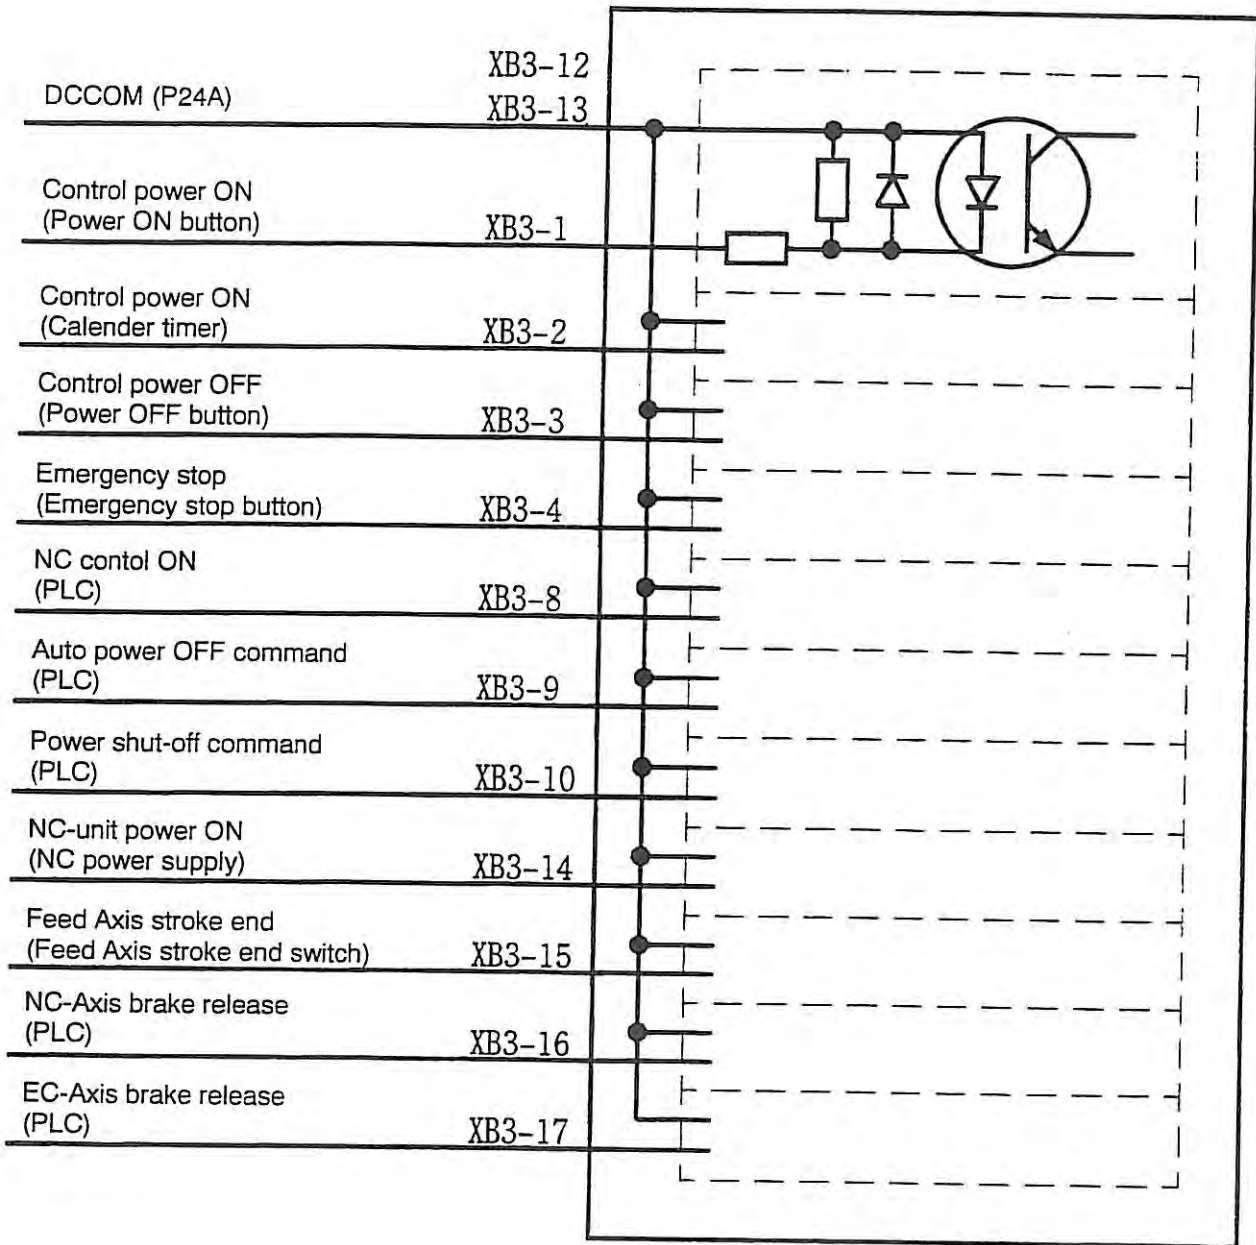 XB3-12
DCCOM (P24A)
XB3-13
Control power ON
(Power ON button)
XB3-1
Control power ON
(Calender timer)
XB3-2
Control power OFF
(Power OFF button)
XB3-3
Emergency stop
(Emergency stop button)
XB3-4
NC contol ON
(PLC)
XB3-8
Auto power OFF command
(PLC)
XB3-9
Power shut-off command
(PLC)
XB3-10
NC-unit power ON
(NC power supply)
XB3-14
Feed Axis stroke end
(Feed Axis stroke end switch)
XB3-15
NC-Axis brake release
(PLC)
XB3-16
EC-Axis brake release
(PLC)
XB3-17